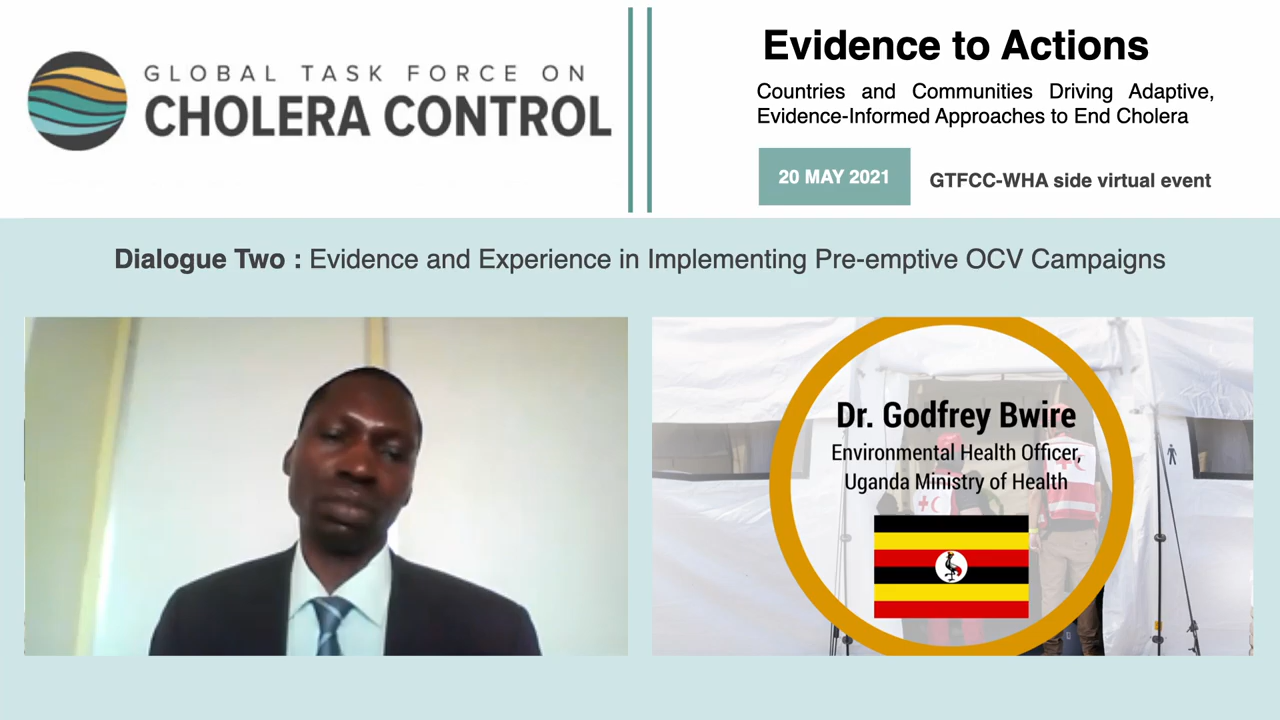 GLOBAL TASK FORCE ON
CHOLERA CONTROL
Evidence to Actions
Countries and Communities Driving Adaptive,
Evidence-Informed Approaches to End Cholera
20 MAY 2021
GTFCC-WHA side virtual event
Dialogue Two : Evidence and Experience in Implementing Pre-emptive OCV Campaigns
Dr. Godfrey Bwire
Environmental Health Officer,
Uganda Ministry of Health